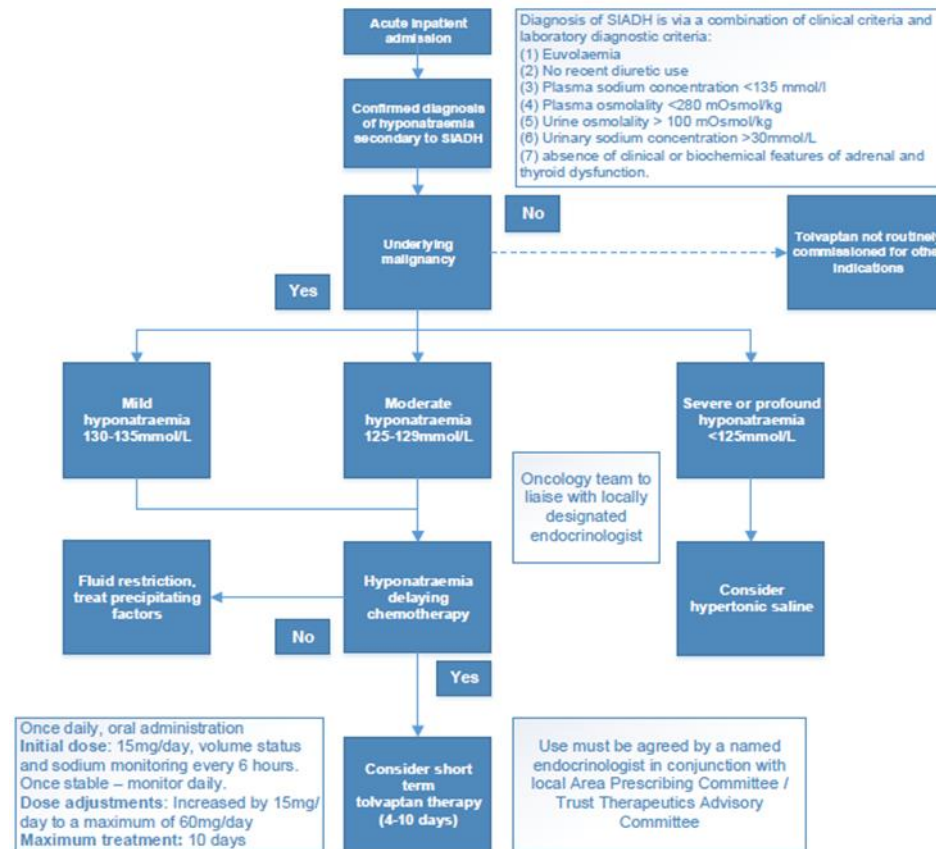 Acute inpatient
admission
Diagnosis of SIADH is via a combination of clinical criteria and
laboratory diagnostic criteria:
(1) Euvolaemia
(2) No recent diuretic use
(3) Plasma sodium concentration <135 mmol/l
(4) Plasma osmolality <280 mOsmol/kg
(5) Urine osmolality > 100 mOsmol/kg
(6) Urinary sodium concentration >30mmol/L
(7) absence of clinical or biochemical features of adrenal and
thyroid dysfunction.
Confirmed diagnosis
of hyponatraemia
secondary to SIADH
No
Underlying
malignancy
Tolvaptan not routinely
commissioned for othe
indications
Yes
Mild
hyponatraemia
130-135mmol/L
Moderate
hyponatraemia
125-129mmol/L
Severe or profound
hyponatraemia
<125mmol/L
Oncology team to
liaise with locally
designated
endocrinologist
Fluid restriction,
treat precipitating
factors
Hyponatraemia
delaying
chemotherapy
Consider
hypertonic saline
No
Yes
Once daily, oral administration
Initial dose: 15mg/day, volume status
and sodium monitoring every 6 hours.
Once stable – monitor daily.
Dose adjustments: Increased by 15mg/
day to a maximum of 60mg/day
Maximum treatment: 10 days
Consider short
term
tolvaptan therapy
(4-10 days)
Use must be agreed by a named
endocrinologist in conjunction with
local Area Prescribing Committee /
Trust Therapeutics Advisory
Committee